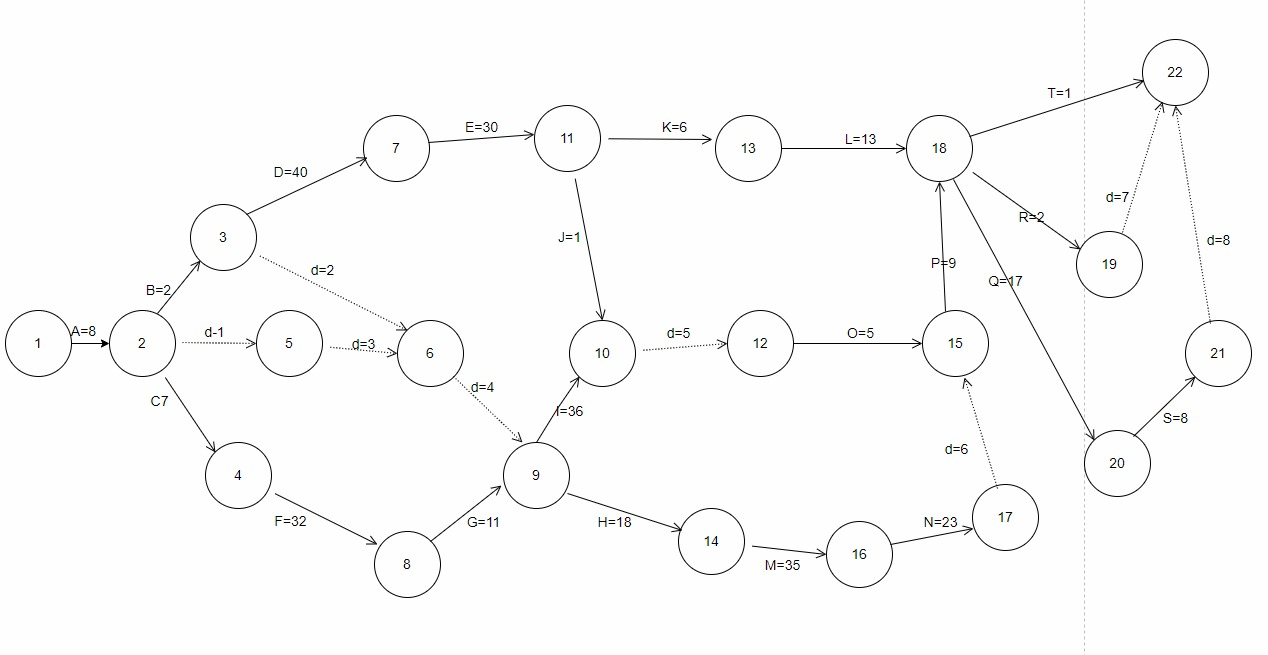 22
T=1
E=30
11
K=6
7
13
L=13
18
D=40
d=7
R=2
3
J=1
d=8
d=2
P=9
19
B=2
Q=17
A=8
d-1
d=5
O=5
1
2
5
d=3
6
10
12
15
21
d=4
C7
I=36
S=8
d=6
4
9
20
F=32
G=11
H=18
N=23
17
14
16
8
M=35